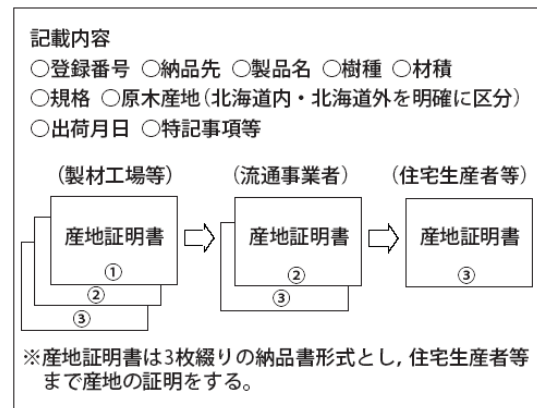 記載内容
○登録番号 ○納品先 ○製品名 ○樹種 ○材積
○規格 ○原木産地(北海道内・北海道外を明確に区分)
○出荷月日 ○特記事項等
(製材工場等) (流通事業者) (住宅生産者等)
産地証明書 産地証明書 産地証明書
① ② ③
② ③
③
※産地証明書は3枚綴りの納品書形式とし,住宅生産者等
まで産地の証明をする。